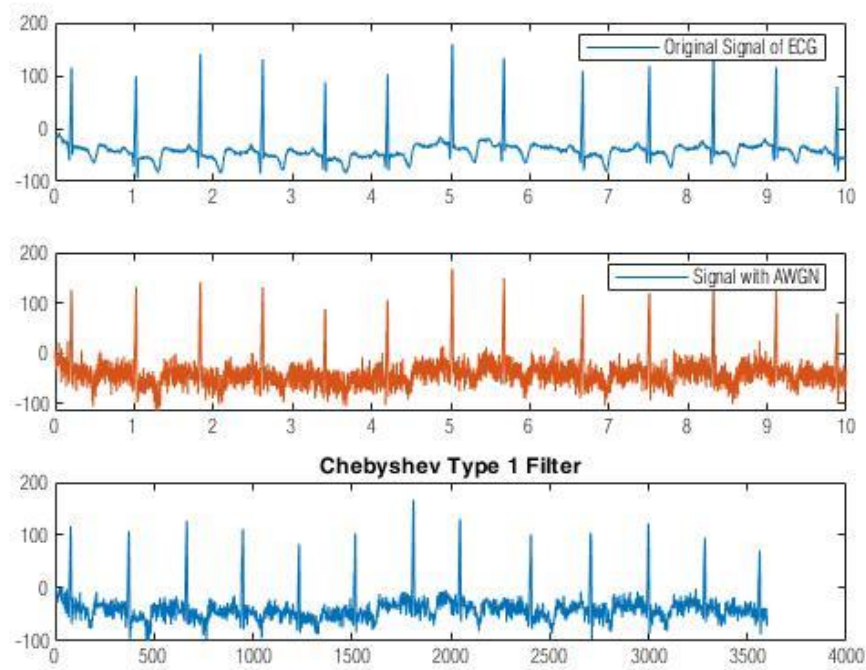 200
Original Signal of ECG
100
0
-100
0 1 2 3 4 5 6 7 8 9 10
200
Signal with AWGN
100
0
-100
0 1 2 3 4 5 6 7 8 9 10
Chebyshev Type 1 Filter
200
100
0
-100
0 500 1000 1500 2000 2500 3000 3500 4000